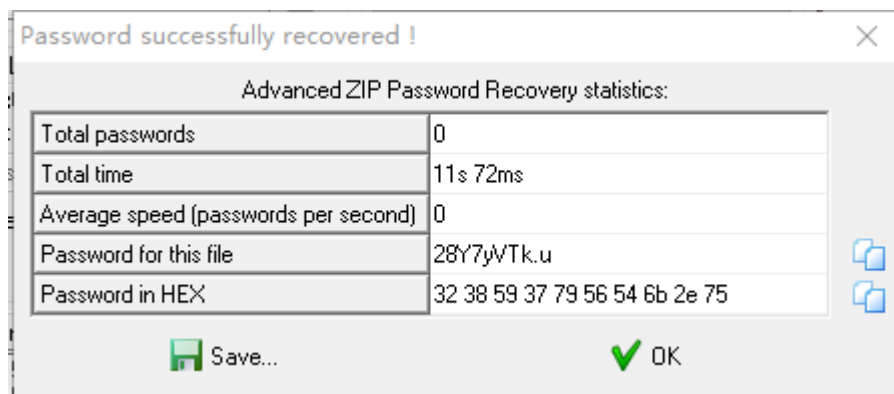 Password successfully recovered !
Advanced ZIP Password Recovery statistics:
Total passwords 0
Total time 11s 72ms
Average speed (passwords per second) 0
Password for this file 28Y7yVTk.u
Password in HEX 32 38 59 37 79 56 54 6b 2e 75
Save... OK